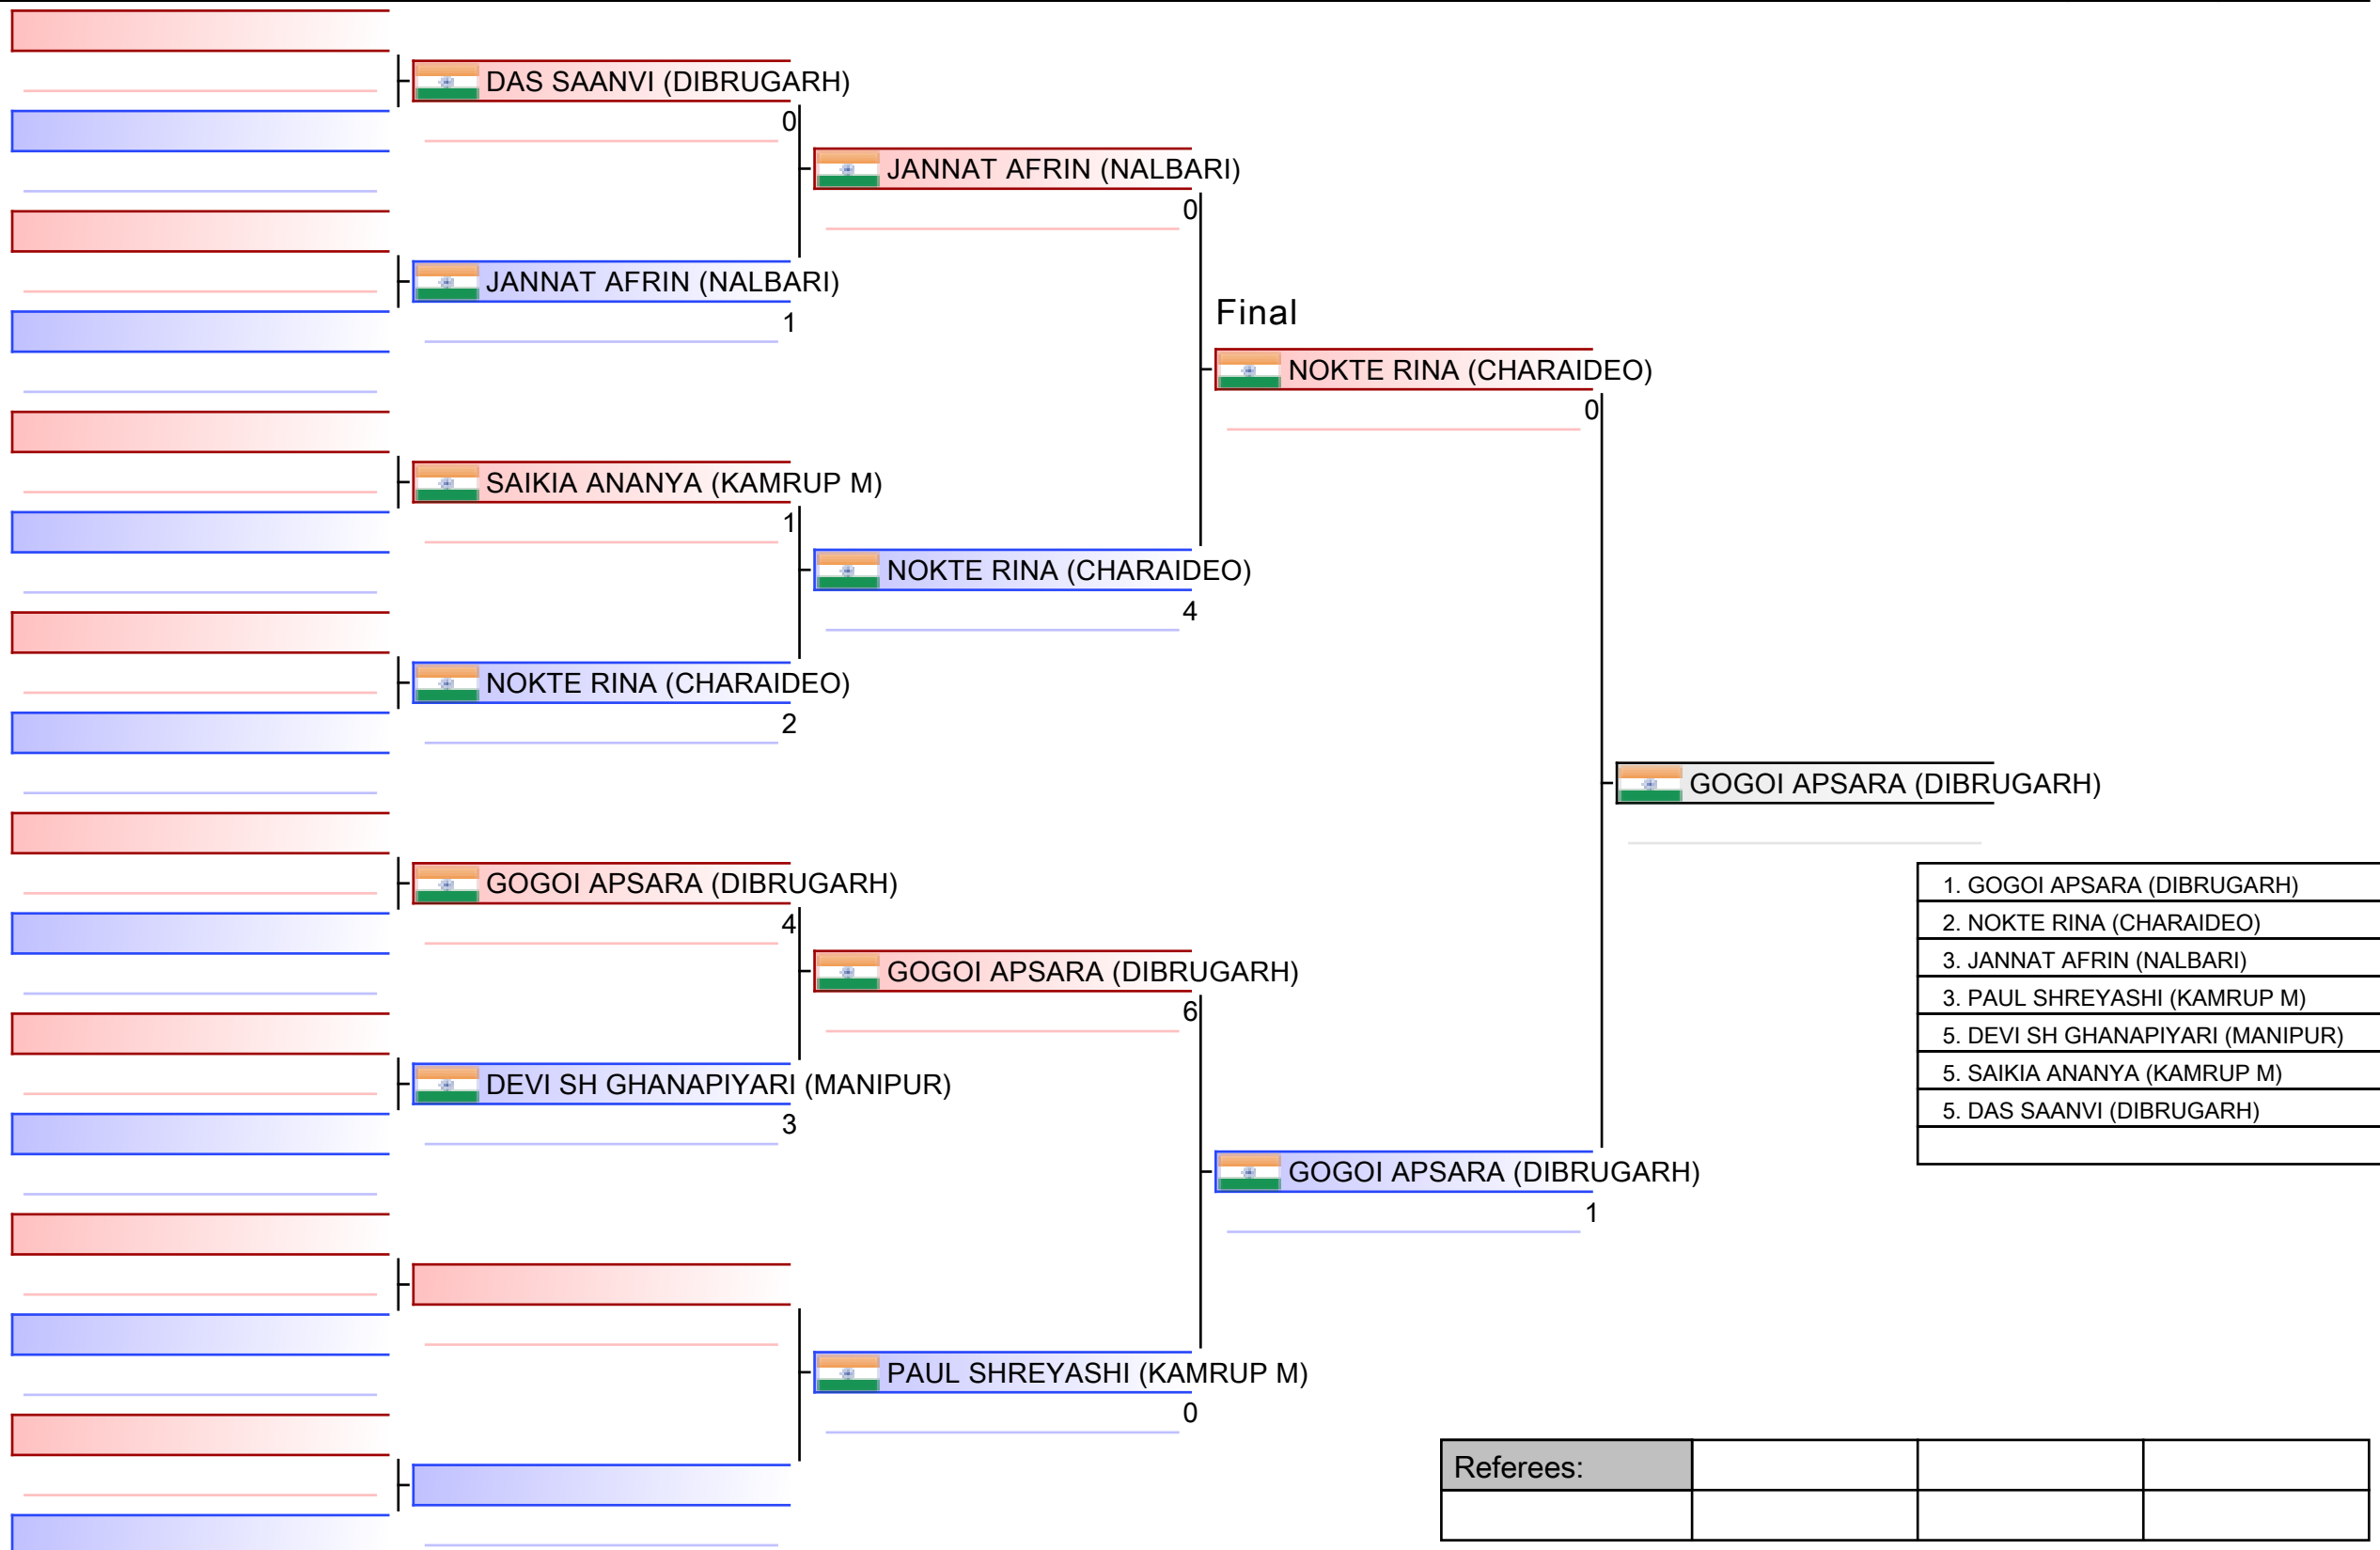 DAS SAANVI (DIBRUGARH)
0
JANNAT AFRIN (NALBARI)
0
JANNAT AFRIN (NALBARI)
1
Final
NOKTE RINA (CHARAIDEO)
0
SAIKIA ANANYA (KAMRUP M)
1
NOKTE RINA (CHARAIDEO)
4
NOKTE RINA (CHARAIDEO)
2
GOGOI APSARA (DIBRUGARH)
GOGOI APSARA (DIBRUGARH)
4
GOGOI APSARA (DIBRUGARH)
6
DEVI SH GHANAPIYARI (MANIPUR)
3
GOGOI APSARA (DIBRUGARH)
1
PAUL SHREYASHI (KAMRUP M)
0
1. GOGOI APSARA (DIBRUGARH)
2. NOKTE RINA (CHARAIDEO)
3. JANNAT AFRIN (NALBARI)
3. PAUL SHREYASHI (KAMRUP M)
5. DEVI SH GHANAPIYARI (MANIPUR)
5. SAIKIA ANANYA (KAMRUP M)
5. DAS SAANVI (DIBRUGARH)
Referees: